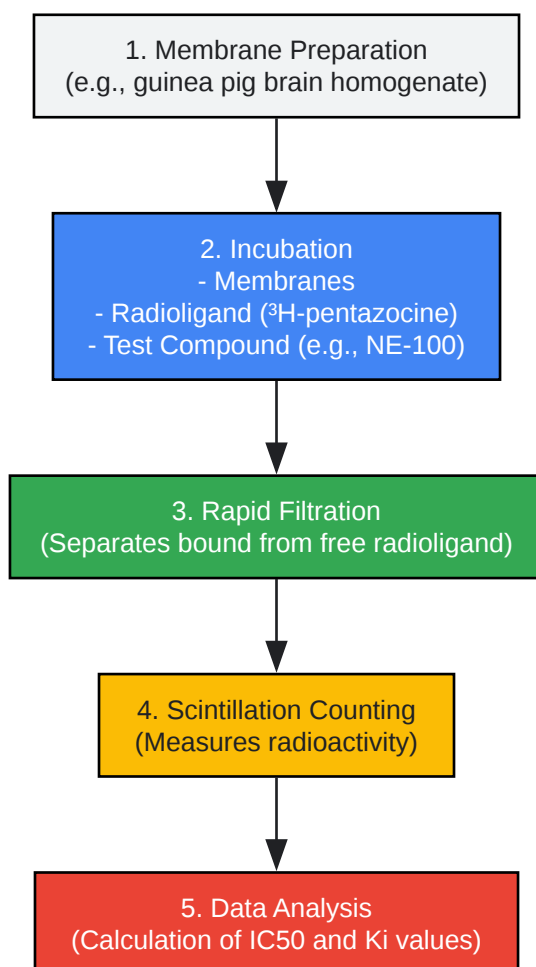 1. Membrane Preparation
(e.g., guinea pig brain homogenate)
2. Incubation
- Membranes
- Radioligand (³H-pentazocine)
- Test Compound (e.g., NE-100)
3. Rapid Filtration
(Separates bound from free radioligand)
4. Scintillation Counting
(Measures radioactivity)
5. Data Analysis
(Calculation of IC50 and Ki values)